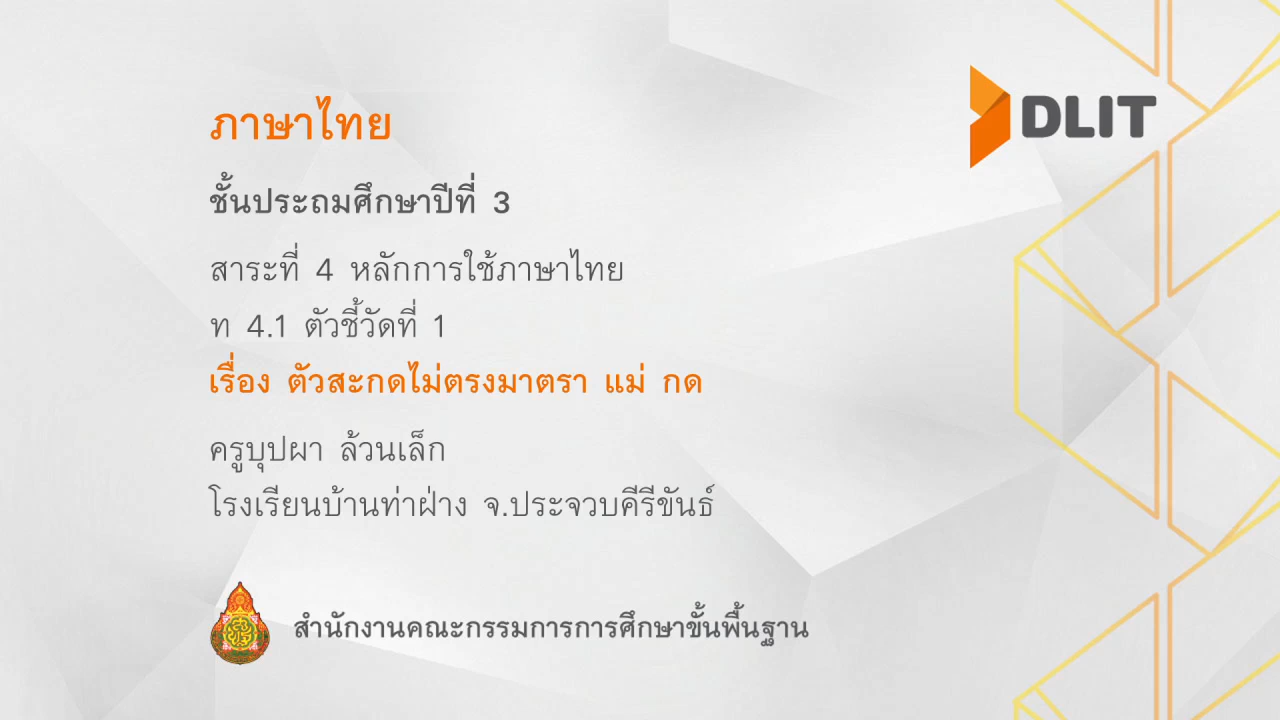 ภาษาไทย
DLIT
ชั้นประถมศึกษาปีที่ 3
สาระที่ 4 หลักการใช้ภาษาไทย
ท 4.1 ตัวชี้วัดที่ 1
เรื่อง ตัวสะกดไม่ตรงมาตรา แม่ กด
ครูบุปผา ล้วนเล็ก
โรงเรียนบ้านท่าฝาง จ.ประจวบคีรีขันธ์
สำนักงานคณะกรรมการการศึกษาขั้นพื้นฐาน